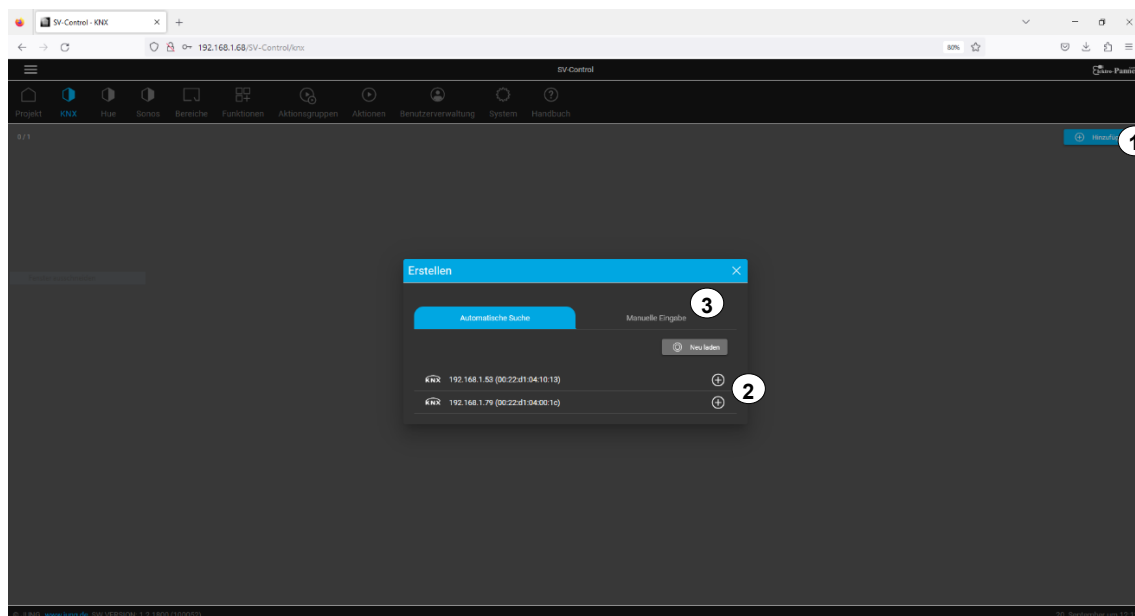 SV-Control - KNX
192.168.1.68/SV-Control/knx
80%
SV-Control
Projekt KNX Hue Sonos Bereiche Funktionen Aktionsgruppen Aktionen Benutzerverwaltung System Handbuch
0 / 1
1
Erstellen
3
Automatische Suche Manuelle Eingabe
Neu laden
KNX 192.168.1.53 (00:22:d1:04:10:13)
2
KNX 192.168.1.79 (00:22:d1:04:00:1c)